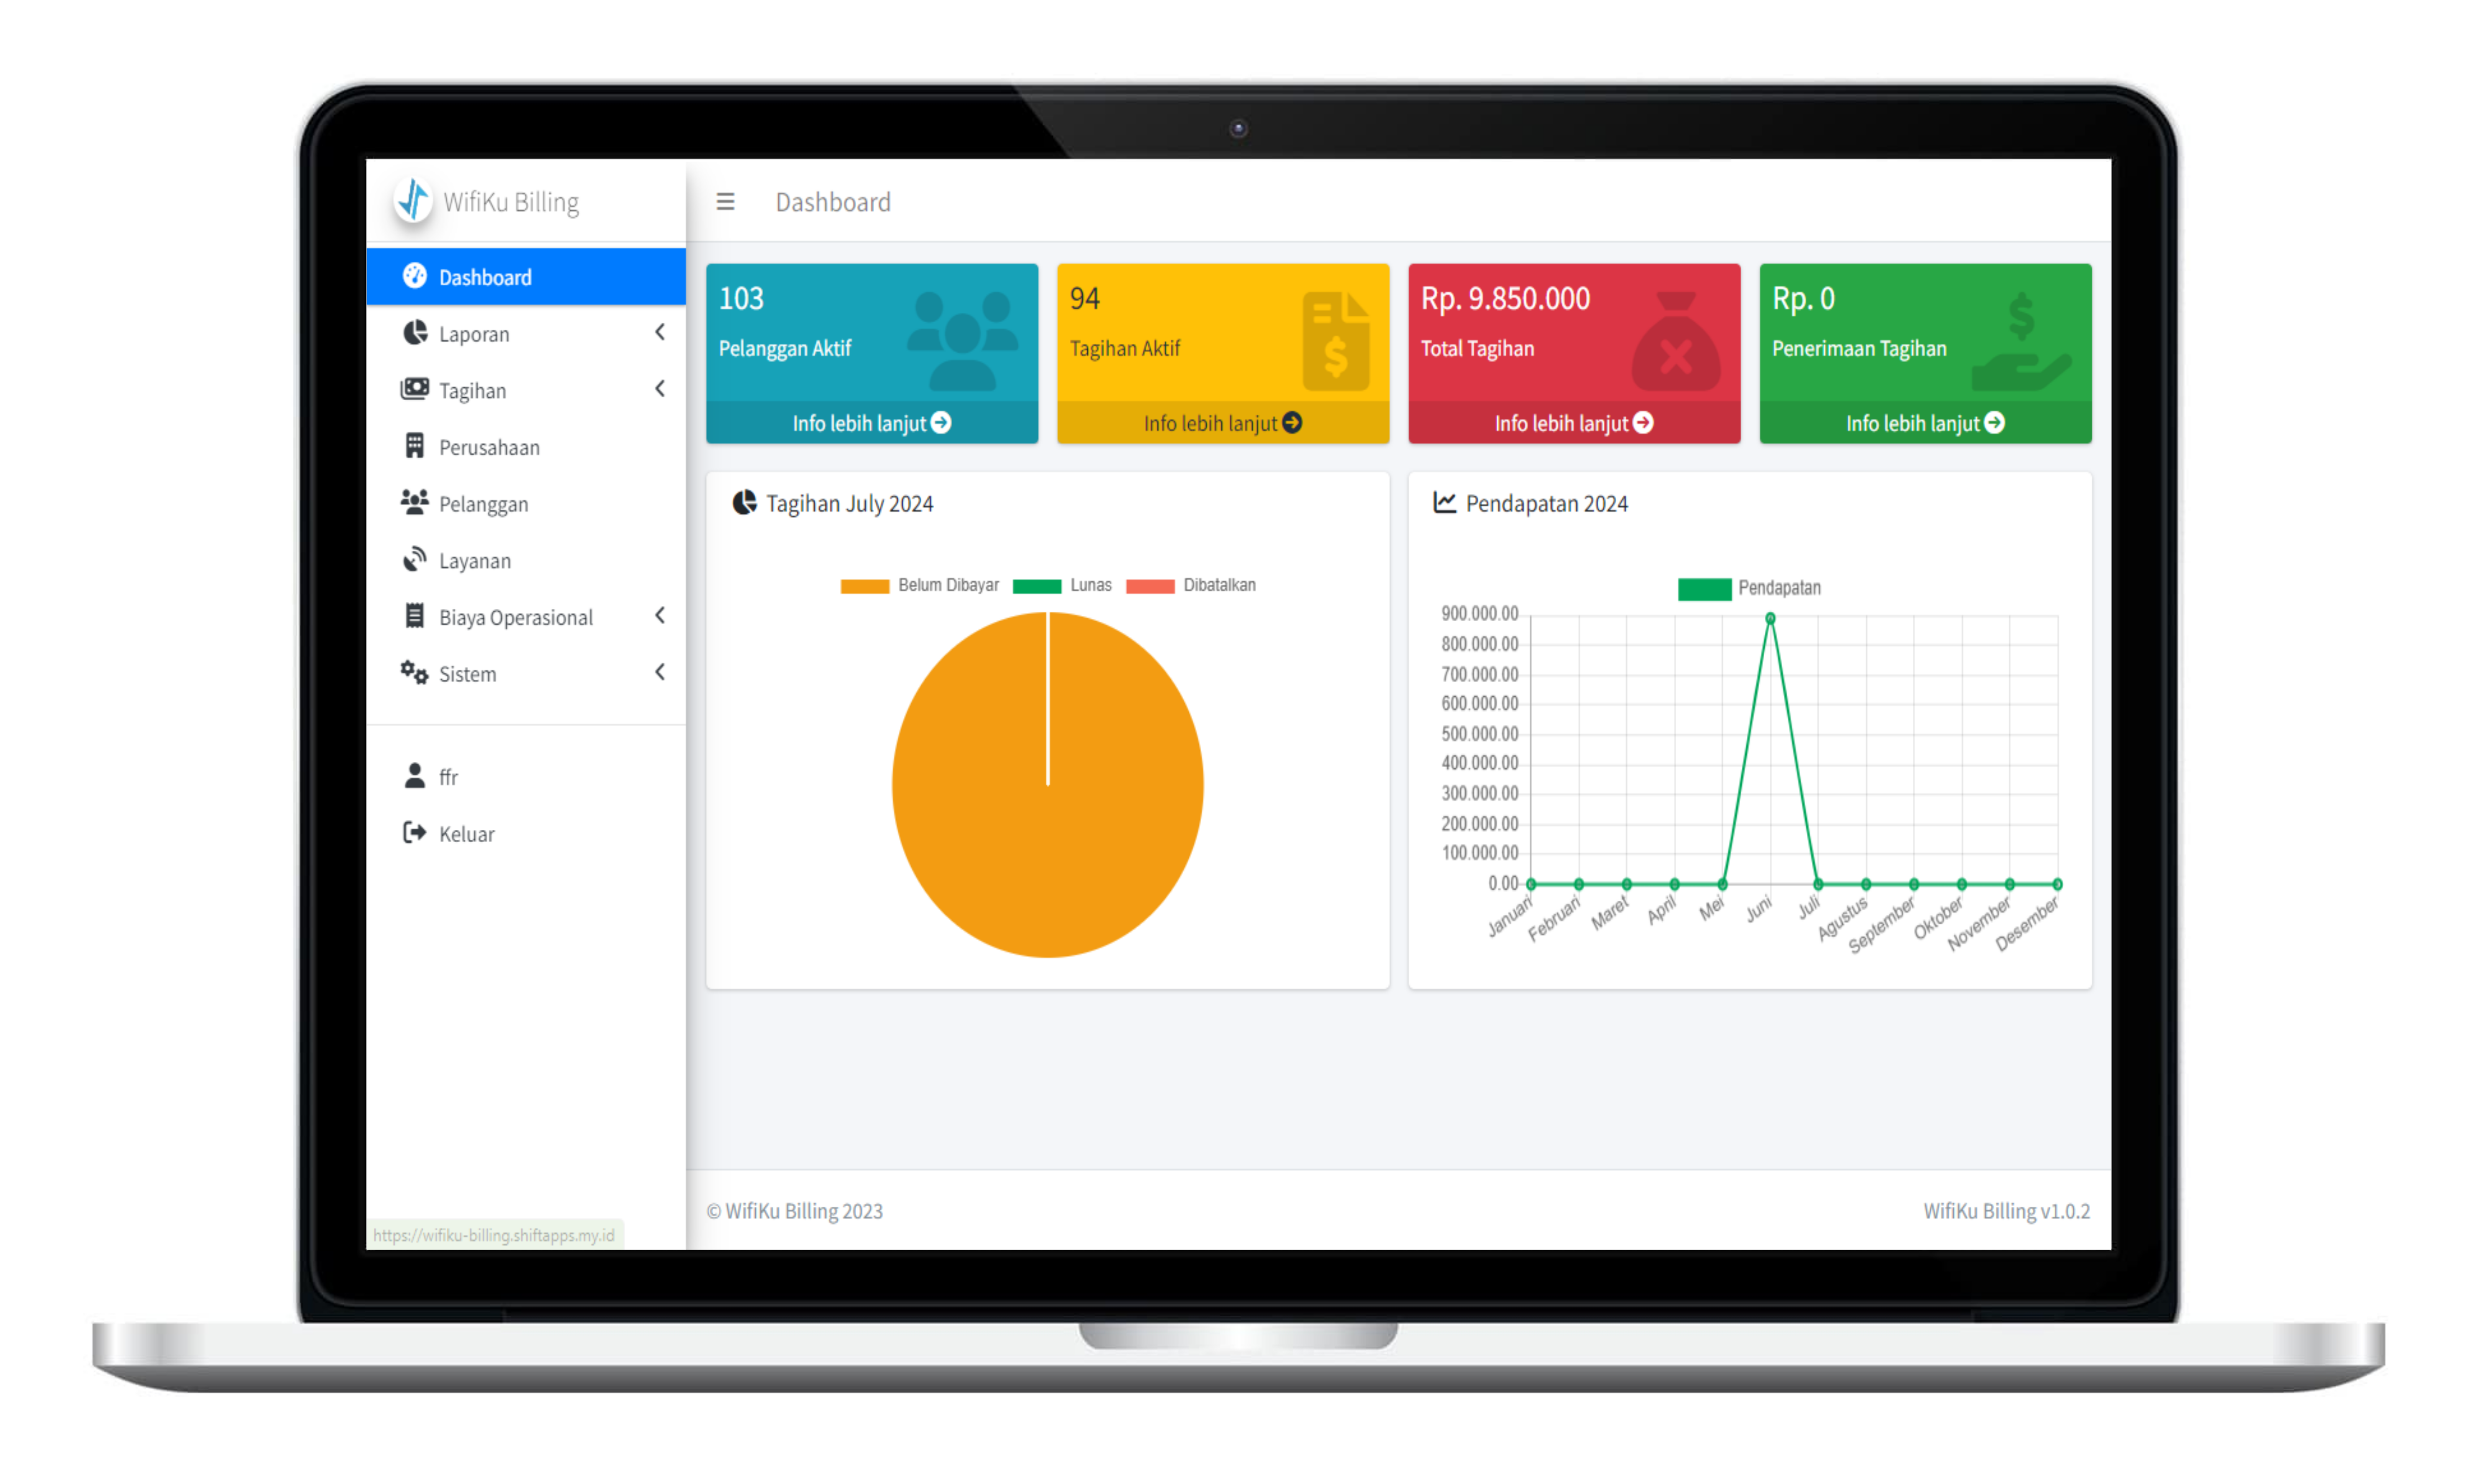 WifiKu Billing
Dashboard
Dashboard
Laporan
Tagihan
Perusahaan
Pelanggan
Layanan
Biaya Operasional
Sistem
ffr
Keluar
https://wifiku-billing.shiftapps.my.id
103
Pelanggan Aktif
Info lebih lanjut
94
Tagihan Aktif
Info lebih lanjut
Rp. 9.850.000
Total Tagihan
Info lebih lanjut
Rp. 0
Penerimaan Tagihan
Info lebih lanjut
Tagihan July 2024
Belum Dibayar Lunas Dibatalkan
Pendapatan 2024
Pendapatan
900.000.00
800.000.00
700.000.00
600.000.00
500.000.00
400.000.00
300.000.00
200.000.00
100.000.00
0.00
Januari Februari Maret April Mei Juni Juli Agustus September Oktober November Desember
© WifiKu Billing 2023
WifiKu Billing v1.0.2